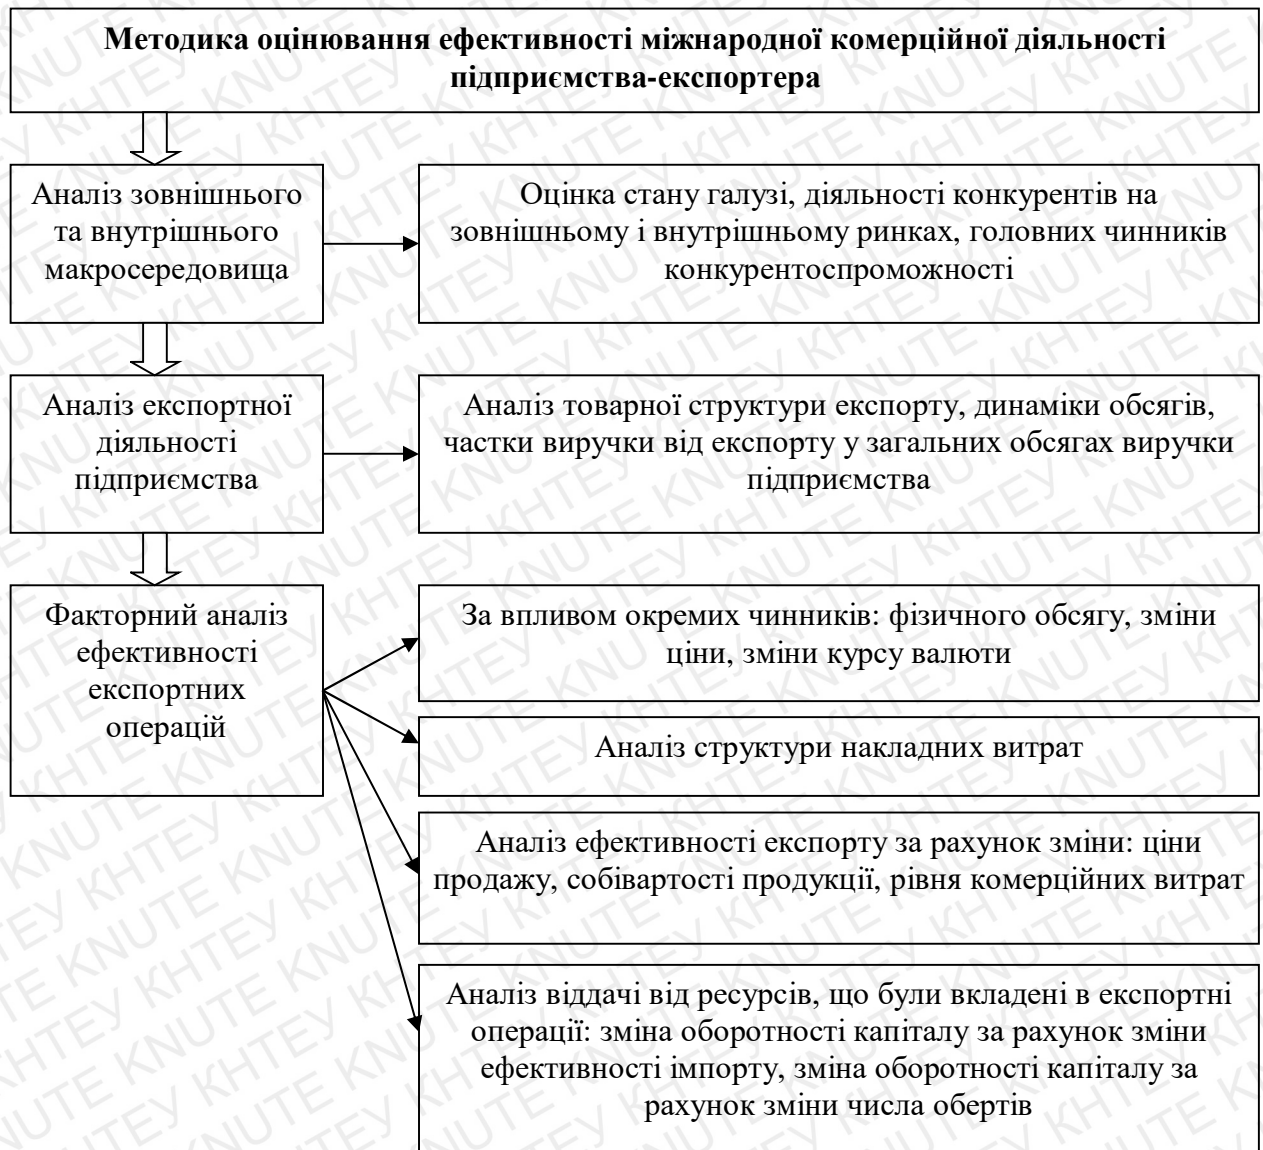 Методика оцінювання ефективності міжнародної комерційної діяльності
підприємства-експортера
Аналіз зовнішнього
та внутрішнього
макросередовища
Оцінка стану галузі, діяльності конкурентів на
зовнішньому і внутрішньому ринках, головних чинників
конкурентоспроможності
Аналіз експортної
діяльності
підприємства
Аналіз товарної структури експорту, динаміки обсягів,
частки виручки від експорту у загальних обсягах виручки
підприємства
Факторний аналіз
ефективності
експортних
операцій
За впливом окремих чинників: фізичного обсягу, зміни
ціни, зміни курсу валюти
Аналіз структури накладних витрат
Аналіз ефективності експорту за рахунок зміни: ціни
продажу, собівартості продукції, рівня комерційних витрат
Аналіз віддачі від ресурсів, що були вкладені в експортні
операції: зміна оборотності капіталу за рахунок зміни
ефективності імпорту, зміна оборотності капіталу за
рахунок зміни числа обертів